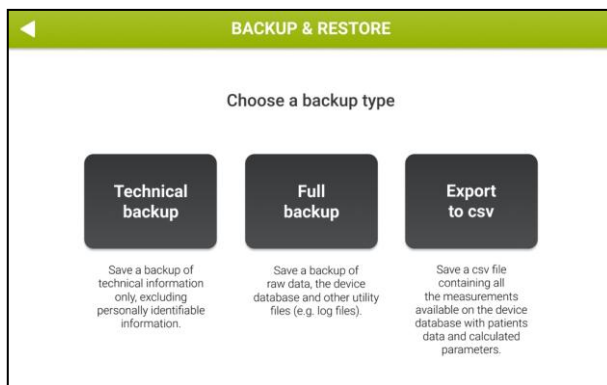 BACKUP & RESTORE
Choose a backup type
Technical
backup
Full
backup
Export
to csv
Save a backup of
technical information
only, excluding
personally identifiable
information.
Save a backup of
raw data, the device
database and other utility
files (e.g. log files).
Save a csv file
containing all
the measurements
available on the device
database with patients
data and calculated
parameters.